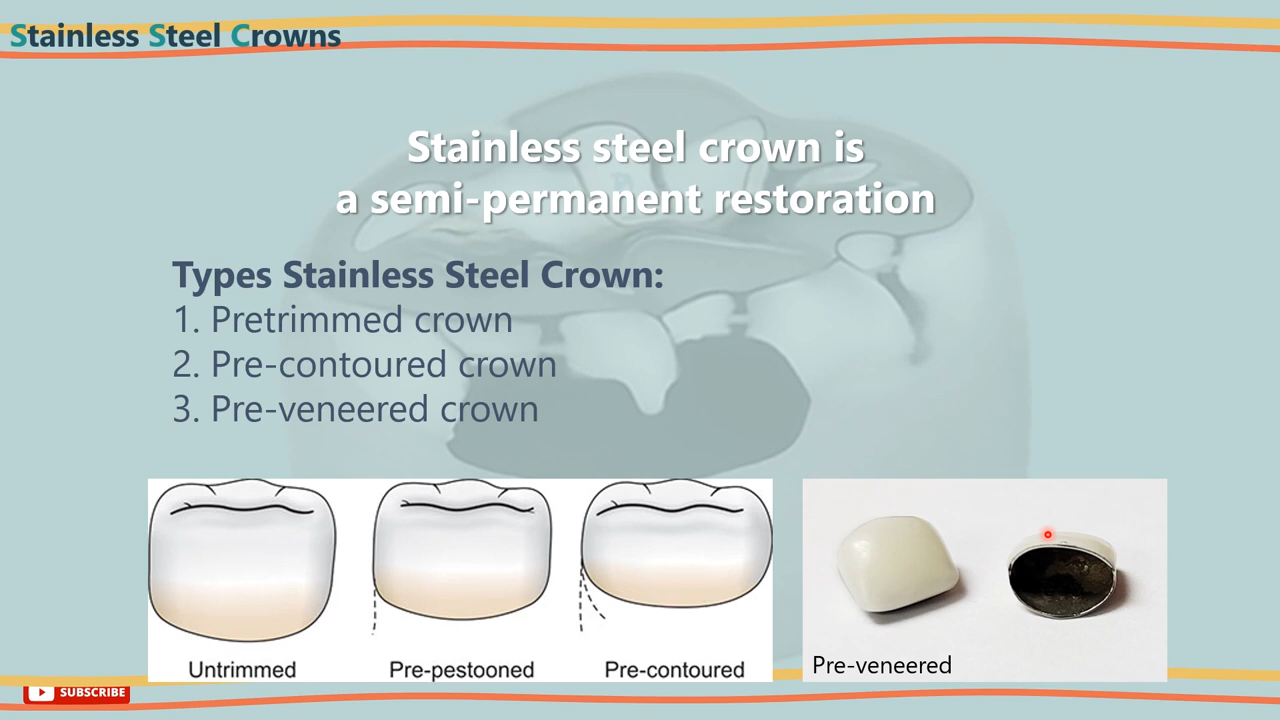 Stainless Steel Crowns
Stainless steel crown is
a semi-permanent restoration
Types Stainless Steel Crown:
1. Pretrimmed crown
2. Pre-contoured crown
3. Pre-veneered crown
Untrimmed
Pre-pestooned
Pre-contoured
Pre-veneered
SUBSCRIBE